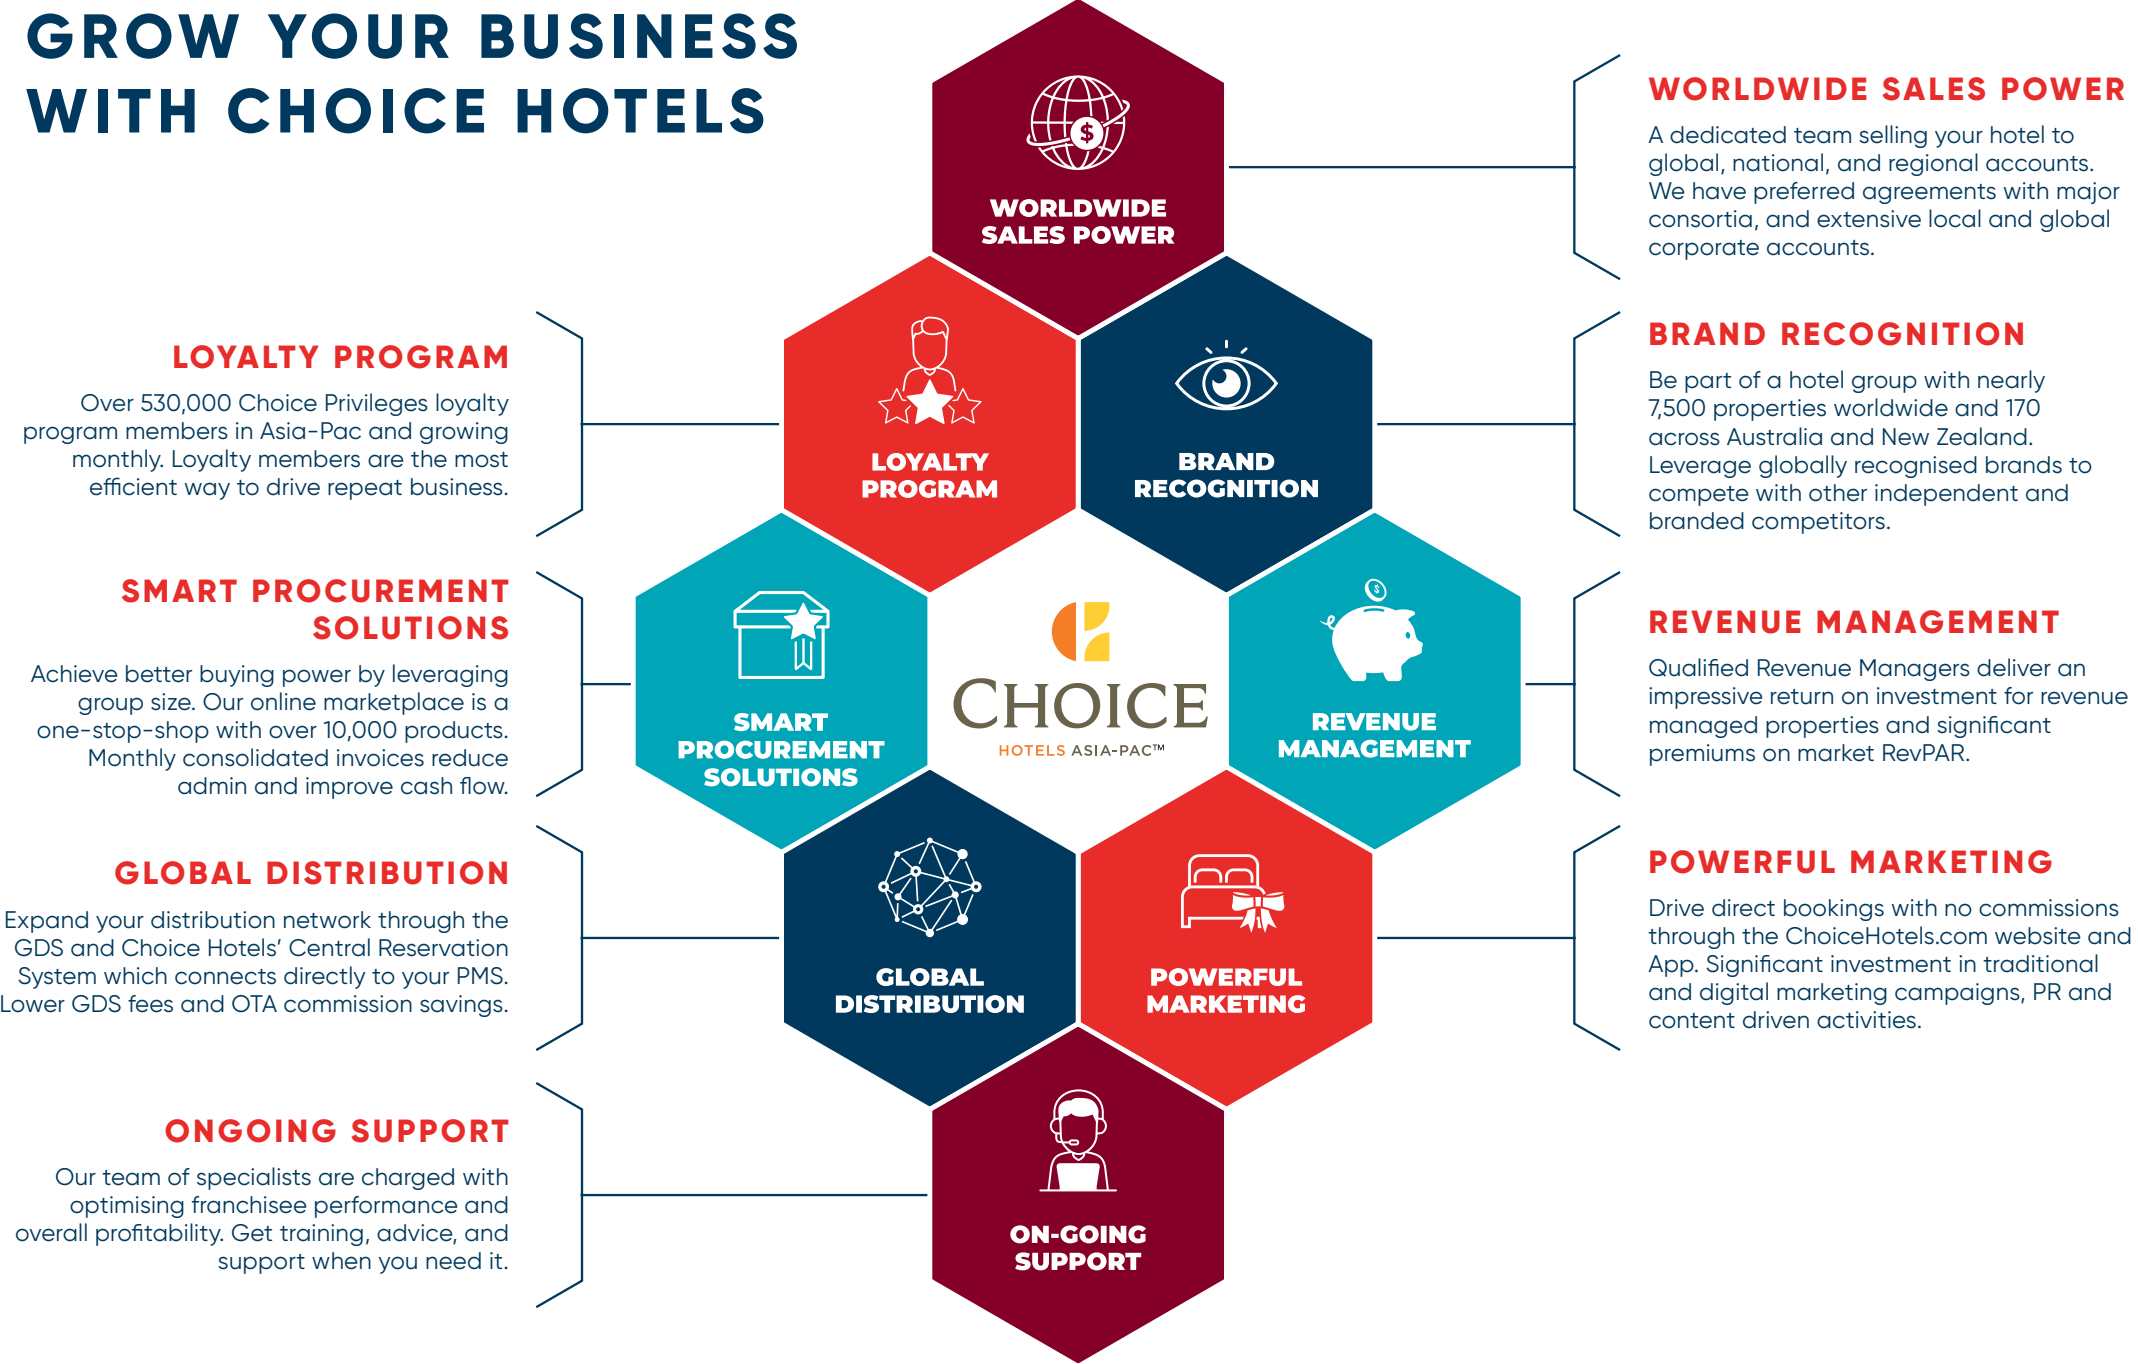 GROW YOUR BUSINESS
WITH CHOICE HOTELS
WORLDWIDE
SALES POWER
WORLDWIDE SALES POWER
A dedicated team selling your hotel to
global, national, and regional accounts.
We have preferred agreements with major
consortia, and extensive local and global
corporate accounts.
LOYALTY PROGRAM
Over 530,000 Choice Privileges loyalty
program members in Asia-Pac and growing
monthly. Loyalty members are the most
efficient way to drive repeat business.
LOYALTY
PROGRAM
BRAND
RECOGNITION
BRAND RECOGNITION
Be part of a hotel group with nearly
7,500 properties worldwide and 170
across Australia and New Zealand.
Leverage globally recognised brands to
compete with other independent and
branded competitors.
SMART PROCUREMENT
SOLUTIONS
Achieve better buying power by leveraging
group size. Our online marketplace is a
one-stop-shop with over 10,000 products.
Monthly consolidated invoices reduce
admin and improve cash flow.
SMART
PROCUREMENT
SOLUTIONS
CHOICE
HOTELS ASIA-PAC™
REVENUE
MANAGEMENT
REVENUE MANAGEMENT
Qualified Revenue Managers deliver an
impressive return on investment for revenue
managed properties and significant
premiums on market RevPAR.
GLOBAL DISTRIBUTION
Expand your distribution network through the
GDS and Choice Hotels’ Central Reservation
System which connects directly to your PMS.
Lower GDS fees and OTA commission savings.
GLOBAL
DISTRIBUTION
POWERFUL
MARKETING
POWERFUL MARKETING
Drive direct bookings with no commissions
through the ChoiceHotels.com website and
App. Significant investment in traditional
and digital marketing campaigns, PR and
content driven activities.
ONGOING SUPPORT
Our team of specialists are charged with
optimising franchisee performance and
overall profitability. Get training, advice, and
support when you need it.
ON-GOING
SUPPORT